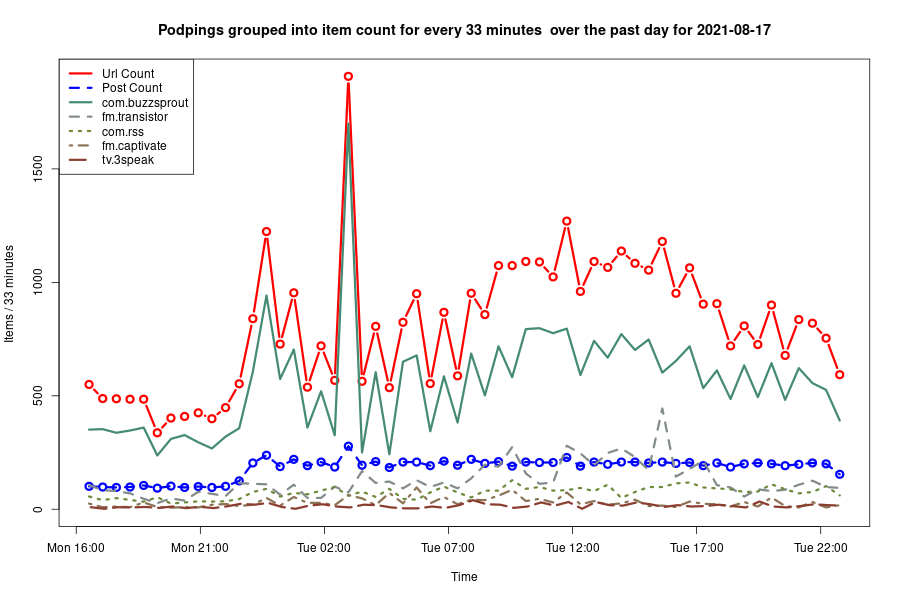 Podpings grouped into item count for every 33 minutes  over the past day for 2021-08-17
Url Count
Post Count
com.buzzsprout
fm.transistor
com.rss
fm.captivate
tv.3speak
Items / 33 minutes
1500
1000
500
0
Mon 16:00
Mon 21:00
Tue 02:00
Tue 07:00
Tue 12:00
Tue 17:00
Tue 22:00
Time